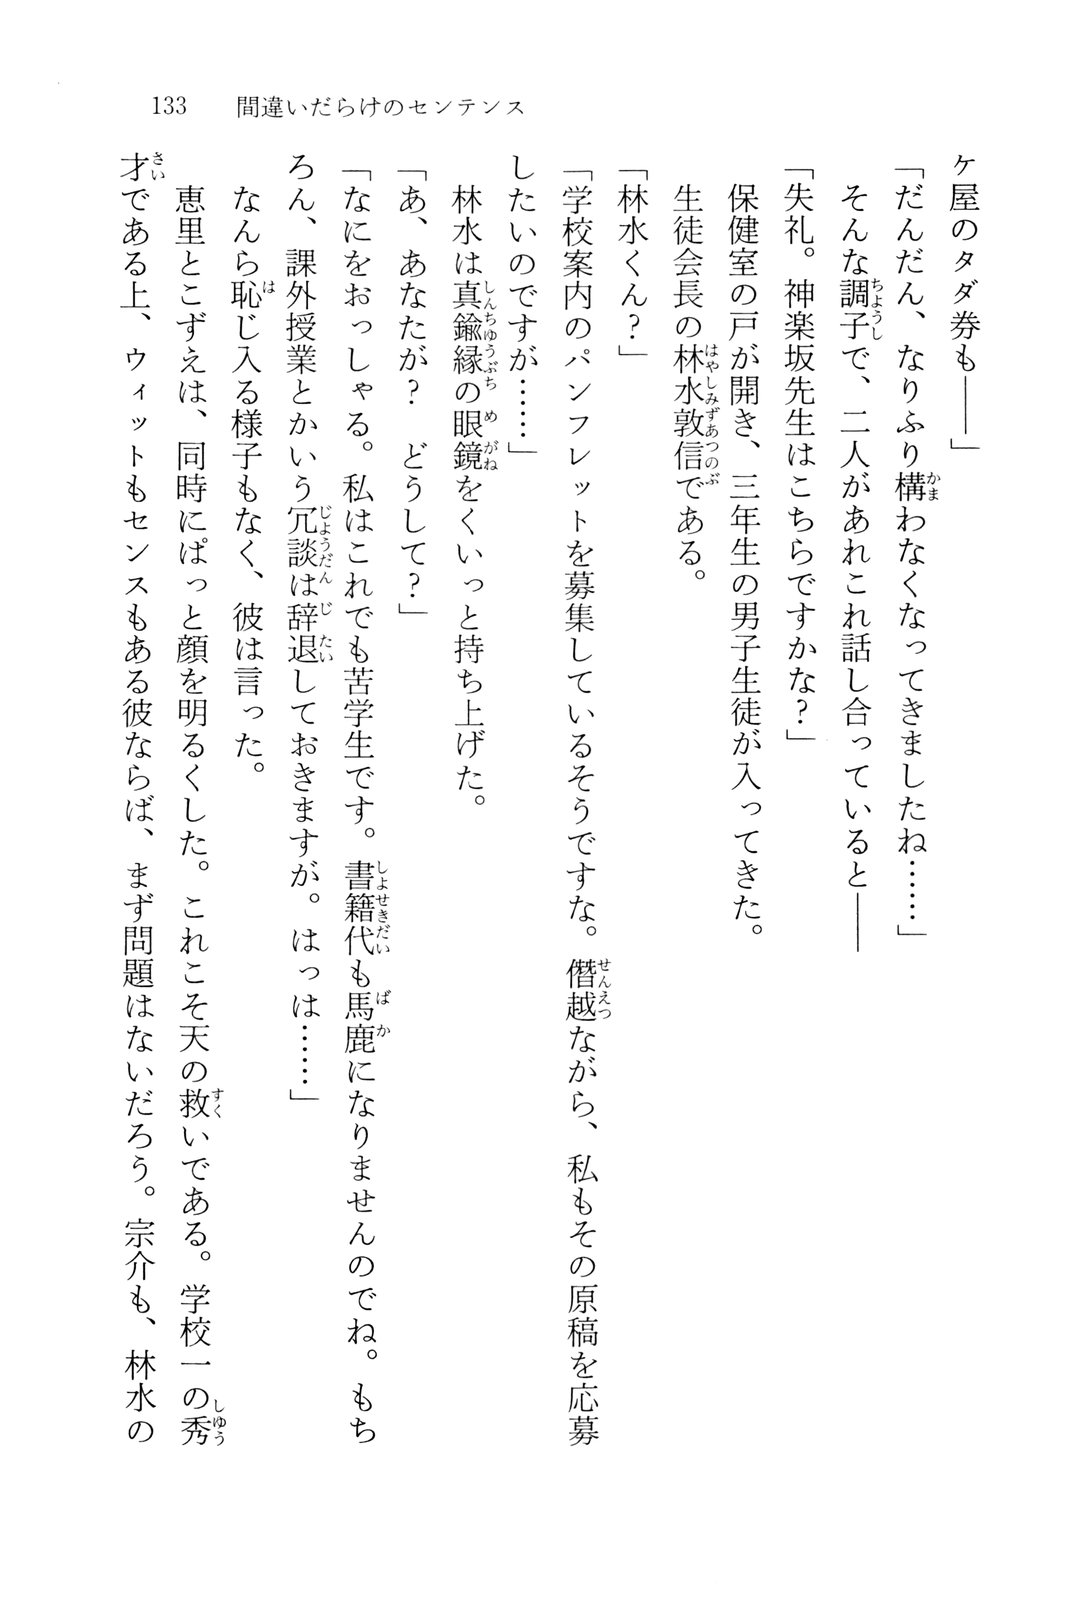 133　間違いだらけのセンテンス
ケ屋のタダ券も――」
「だんだん、なりふり構わなくなってきましたね……」
そんな調子で、二人があれこれ話し合っていると――
「失礼。神楽坂先生はこちらですかな？」
保健室の戸が開き、三年生の男子生徒が入ってきた。
生徒会長の林水敦信である。
「林水くん？」
「学校案内のパンフレットを募集しているそうですな。僭越ながら、私もその原稿を応募
したいのですが……」
林水は真鍮縁の眼鏡をくいっと持ち上げた。
「あ、あなたが？　どうして？」
「なにをおっしゃる。私はこれでも苦学生です。書籍代も馬鹿になりませんのでね。もち
ろん、課外授業とかいう冗談は辞退しておきますが。はっは……」
なんら恥じ入る様子もなく、彼は言った。
恵里とこずえは、同時にぱっと顔を明るくした。これこそ天の救いである。学校一の秀
才である上、ウィットもセンスもある彼ならば、まず問題はないだろう。宗介も、林水の